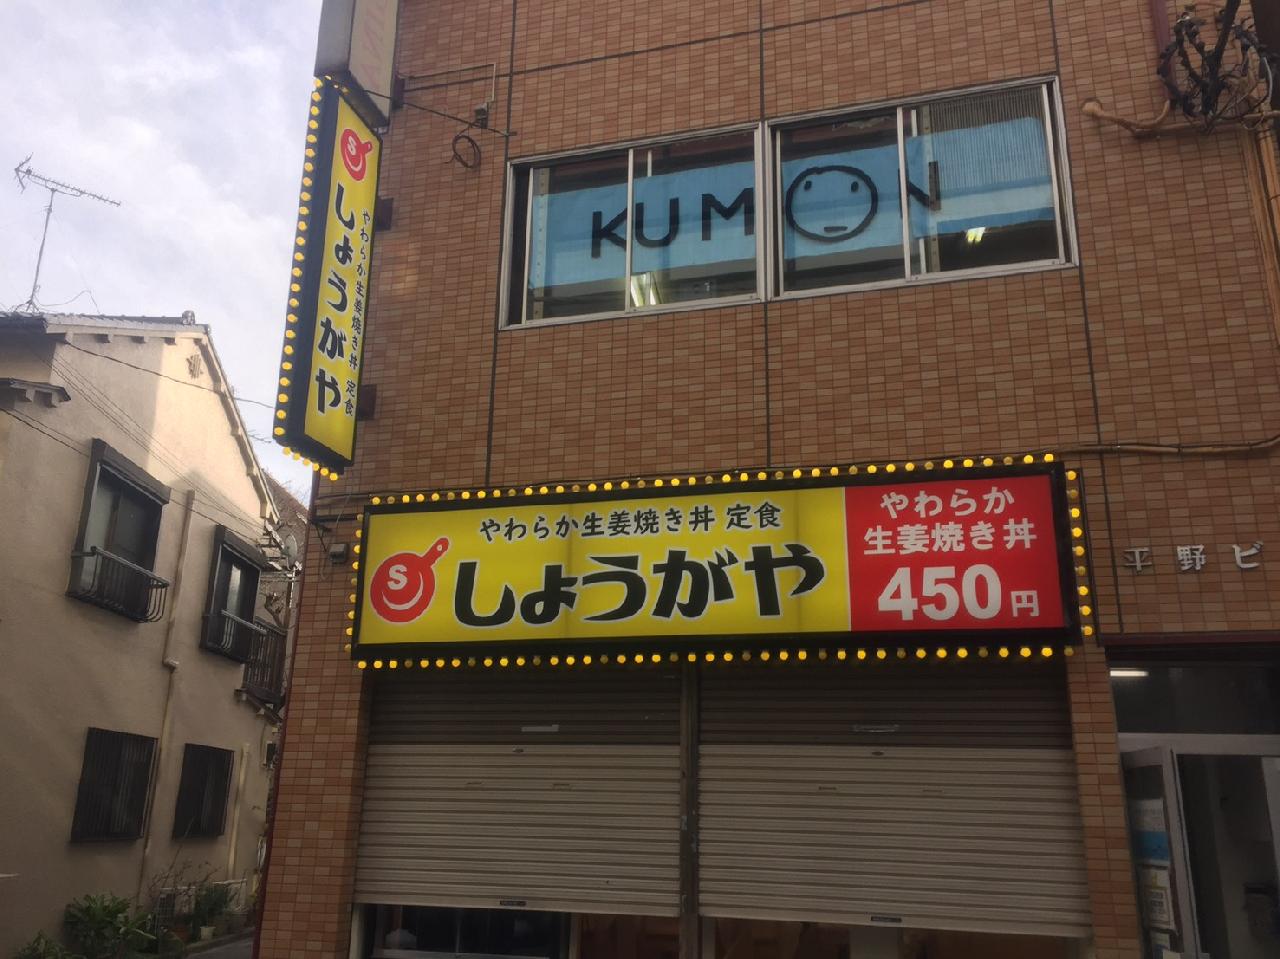 S
しょうがや
やわらか生姜焼き丼 定食
KUMON
やわらか生姜焼き丼 定食
S
しょうがや
やわらか
生姜焼き丼
450円
平野ビ